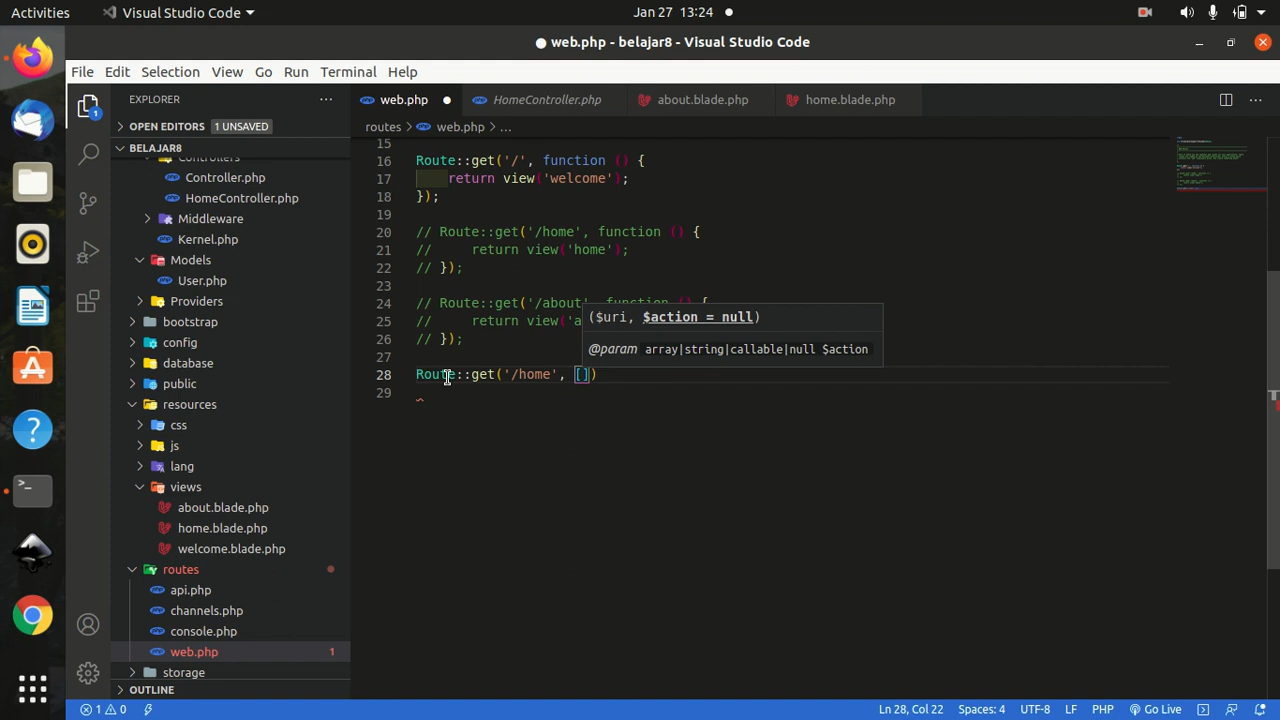 Activities
Visual Studio Code
Jan 27 13:24
web.php - belajar8 - Visual Studio Code
File Edit Selection View Go Run Terminal Help
EXPLORER
OPEN EDITORS 1 UNSAVED
BELAJAR8
Controllers
Controller.php
HomeController.php
Middleware
Kernel.php
Models
User.php
Providers
bootstrap
config
database
public
resources
css
js
lang
views
about.blade.php
home.blade.php
welcome.blade.php
routes
api.php
channels.php
console.php
web.php 1
storage
OUTLINE
1
web.php
HomeController.php
about.blade.php
home.blade.php
routes > web.php > ...
15
16 Route::get('/', function () {
17 return view('welcome');
18 });
19
20 // Route::get('/home', function () {
21 // return view('home');
22 // });
23
24 // Route::get('/about', function () {
25 // return view('a
26 // });
27
28 Route::get('/home', [])
29
($uri, $action = null)
@param array|string|callable|null $action
1 0
Ln 28, Col 22
Spaces: 4
UTF-8
LF
PHP
Go Live